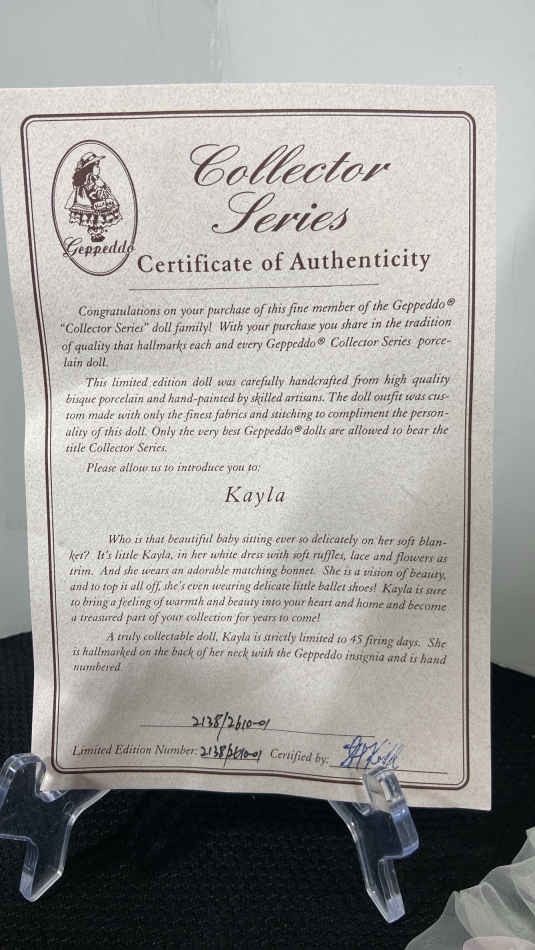 Collector
Series
Geppeddo
Certificate of Authenticity
Congratulations on your purchase of this fine member of the Geppeddo®
"Collector Series" doll family! With your purchase you share in the tradition
of quality that hallmarks each and every Geppeddo® Collector Series porce-
lain doll.
This limited edition doll was carefully handcrafted from high quality
bisque porcelain and hand-painted by skilled artisans. The doll outfit was cus-
tom made with only the finest fabrics and stitching to compliment the person-
ality of this doll. Only the very best Geppeddo® dolls are allowed to bear the
title Collector Series.
Please allow us to introduce you to:
Kayla
Who is that beautiful baby sitting ever so delicately on her soft blan-
ket? It's little Kayla, in her white dress with soft ruffles, lace and flowers as
trim. And she wears an adorable matching bonnet. She is a vision of beauty,
and to top it all off, she's even wearing delicate little ballet shoes! Kayla is sure
to bring a feeling of warmth and beauty into your heart and home and become
a treasured part of your collection for years to come!
A truly collectable doll, Kayla is strictly limited to 45 firing days. She
is hallmarked on the back of her neck with the Geppeddo insignia and is hand
numbered.
2138/2610-01
Limited Edition Number: 2138/2610-01 Certified by: